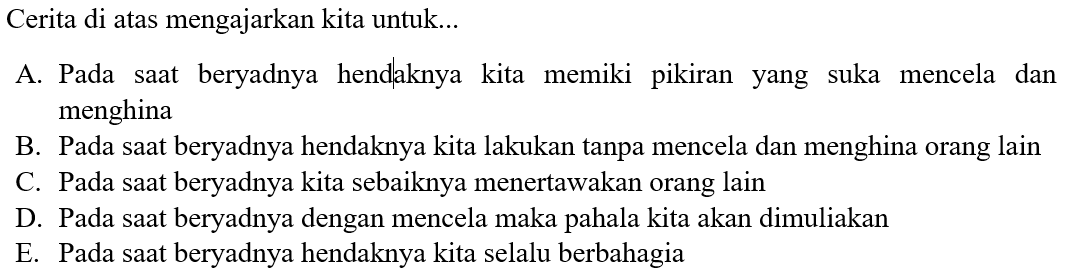 Cerita di atas mengajarkan kita untuk...
A. Pada saat beryadnya hendaknya kita memiki pikiran yang suka mencela dan
menghina
B. Pada saat beryadnya hendaknya kita lakukan tanpa mencela dan menghina orang lain
C. Pada saat beryadnya kita sebaiknya menertawakan orang lain
D. Pada saat beryadnya dengan mencela maka pahala kita akan dimuliakan
E. Pada saat beryadnya hendaknya kita selalu berbahagia